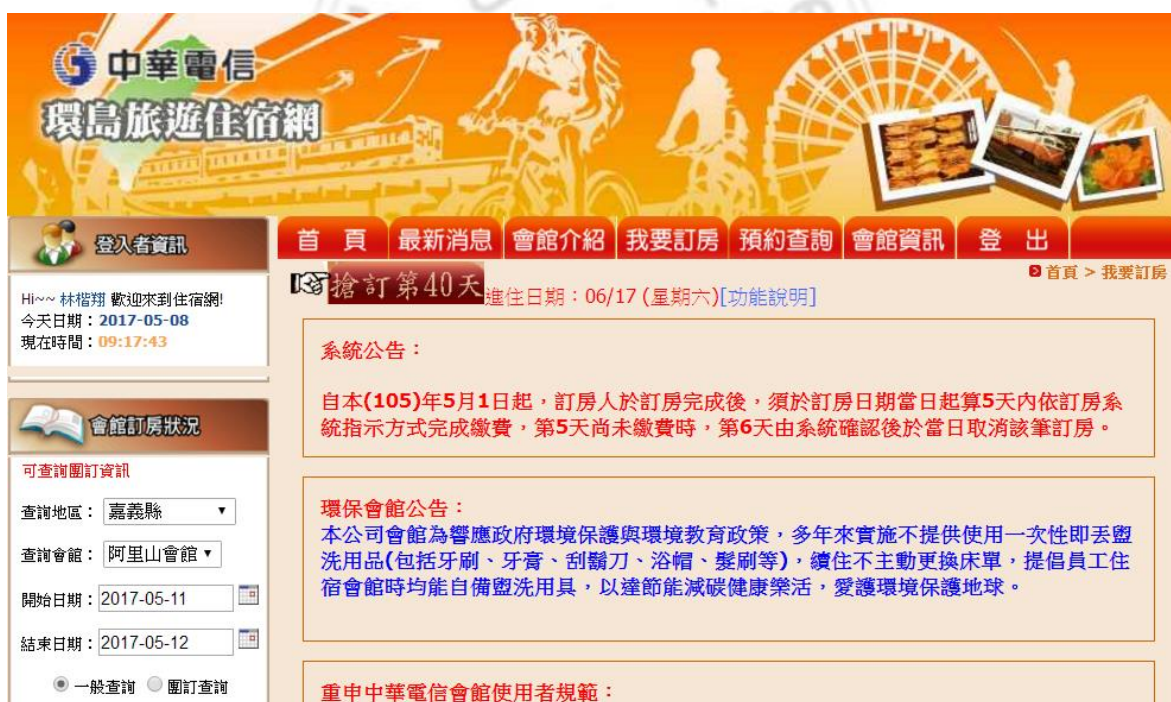 中華電信
環島旅遊住宿網
首頁 最新消息 會館介紹 我要訂房 預約查詢 會館資訊 登出
登入者資訊
Hi~~ 林楷翔 歡迎來到住宿網!
今天日期：2017-05-08
現在時間：09:17:43
會館訂房狀況
可查詢團訂資訊
查詢地區： 嘉義縣
查詢會館： 阿里山會館
開始日期：2017-05-11
結束日期：2017-05-12
一般查詢 團訂查詢
首頁 > 我要訂房
搶訂第40天進住日期：06/17 (星期六)[功能說明]
系統公告：
自本(105)年5月1日起，訂房人於訂房完成後，須於訂房日期當日起算5天內依訂房系
統指示方式完成繳費，第5天尚未繳費時，第6天由系統確認後於當日取消該筆訂房。
環保會館公告：
本公司會館為響應政府環境保護與環境教育政策，多年來實施不提供使用一次性即丟盥
洗用品(包括牙刷、牙膏、刮鬍刀、浴帽、髮刷等)，續住不主動更換床單，提倡員工住
宿會館時均能自備盥洗用具，以達節能減碳健康樂活，愛護環境保護地球。
重申中華電信會館使用者規範：